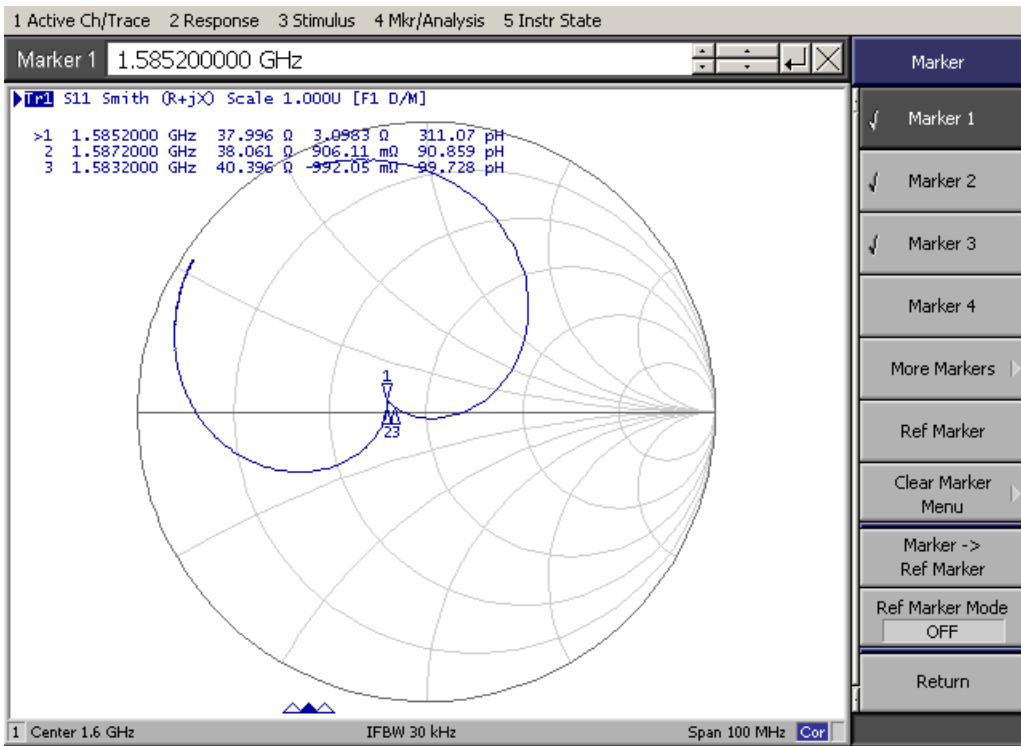 1 Active Ch/Trace 2 Response 3 Stimulus 4 Mkr/Analysis 5 Instr State
Marker 1 1.585200000 GHz
Marker
Tr1 S11 Smith (R+jX) Scale 1.000U [F1 D/M]
>1 1.5852000 GHz 37.996 Ω 3.0983 Ω 311.07 pH
2 1.5872000 GHz 38.061 Ω 906.11 mΩ 90.859 pH
3 1.5832000 GHz 40.396 Ω -992.05 mΩ 99.728 pH
1
23
Marker 1
Marker 2
Marker 3
Marker 4
More Markers
Ref Marker
Clear Marker
Menu
Marker ->
Ref Marker
Ref Marker Mode
OFF
Return
1 Center 1.6 GHz IFBW 30 kHz Span 100 MHz Cor